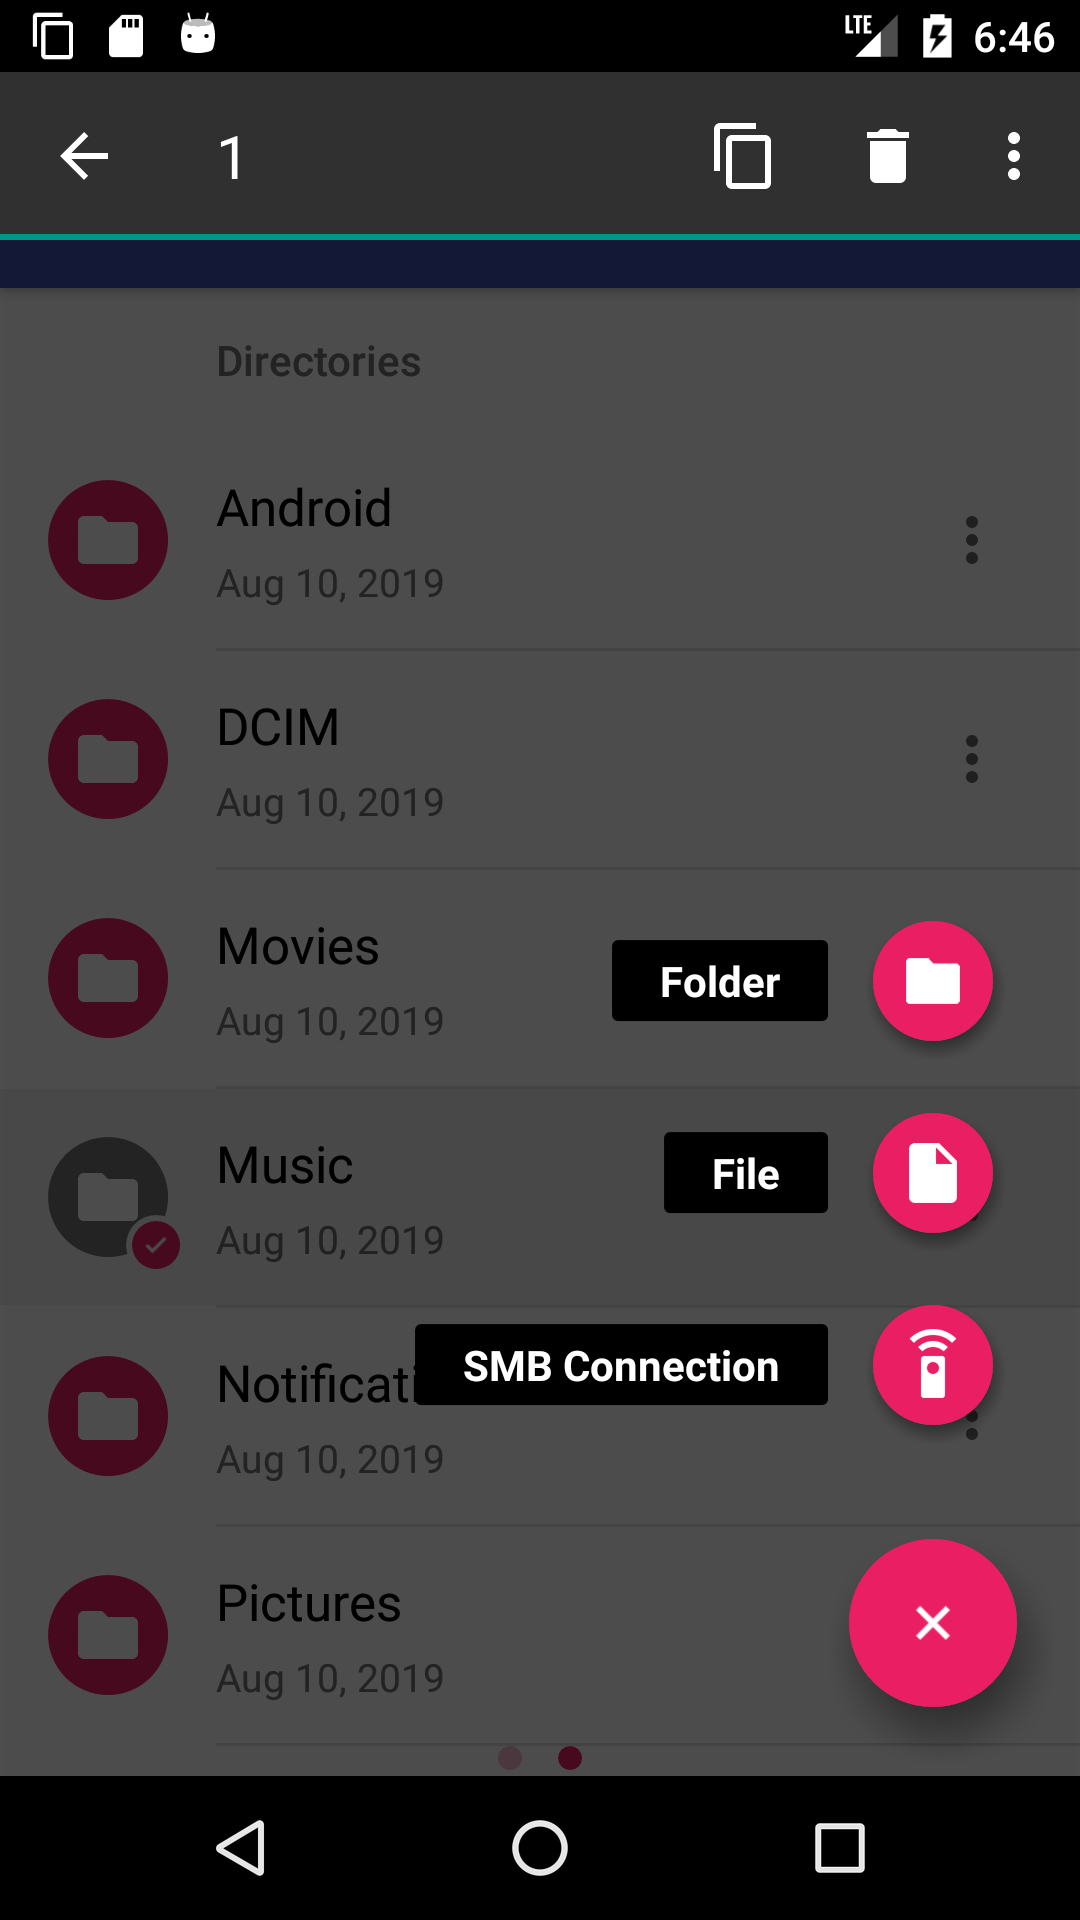 LTE 6:46
1
Directories
Android
Aug 10, 2019
DCIM
Aug 10, 2019
Movies
Aug 10, 2019
Folder
Music
Aug 10, 2019
File
Notificati
Aug 10, 2019
SMB Connection
Pictures
Aug 10, 2019